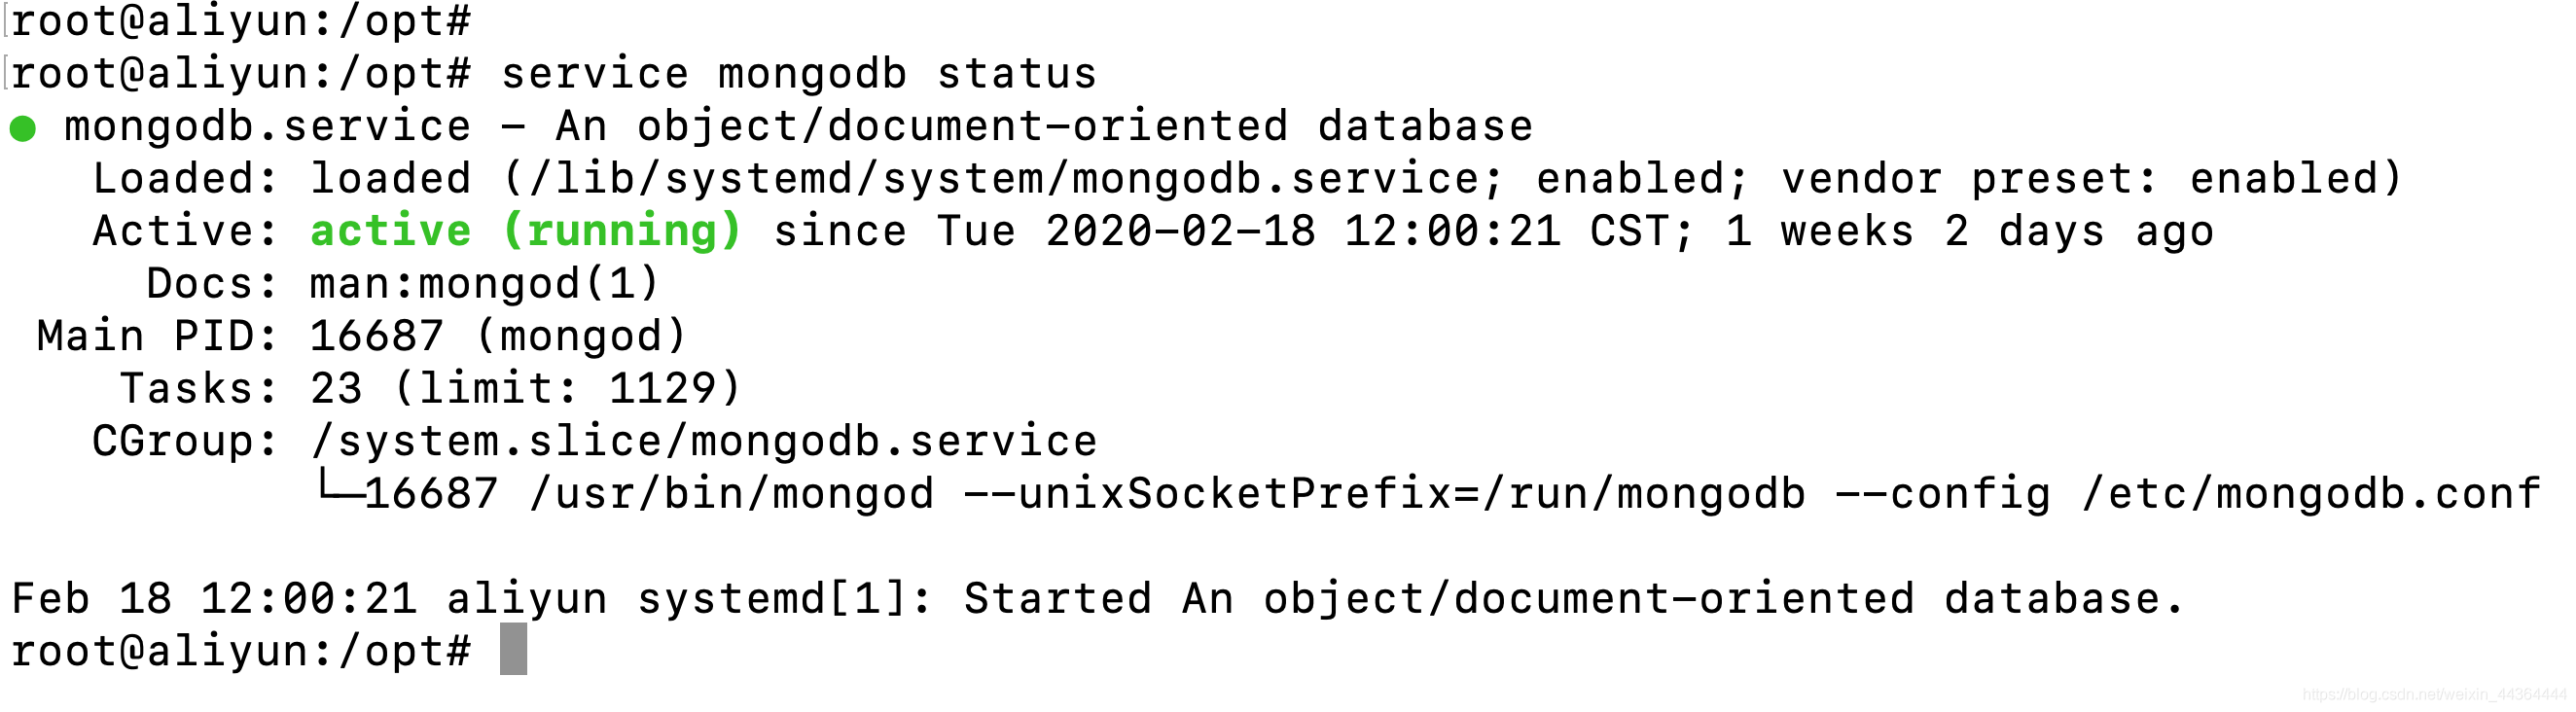 root@aliyun:/opt#
root@aliyun:/opt# service mongodb status
● mongodb.service - An object/document-oriented database
   Loaded: loaded (/lib/systemd/system/mongodb.service; enabled; vendor preset: enabled)
   Active: active (running) since Tue 2020-02-18 12:00:21 CST; 1 weeks 2 days ago
     Docs: man:mongod(1)
 Main PID: 16687 (mongod)
    Tasks: 23 (limit: 1129)
   CGroup: /system.slice/mongodb.service
           └─16687 /usr/bin/mongod --unixSocketPrefix=/run/mongodb --config /etc/mongodb.conf
Feb 18 12:00:21 aliyun systemd[1]: Started An object/document-oriented database.
root@aliyun:/opt#
https://blog.csdn.net/weixin_44364444